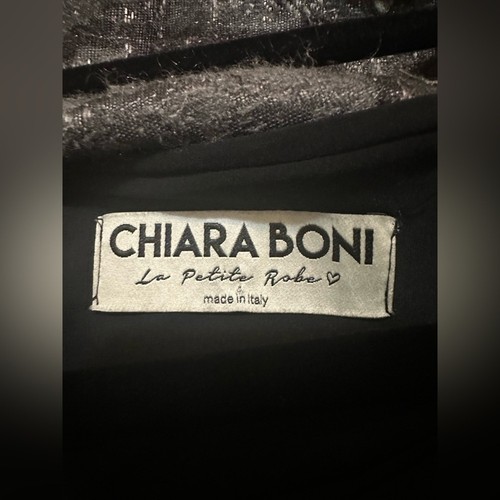 CHIARA BONI
La Petite Robe ♡
made in Italy